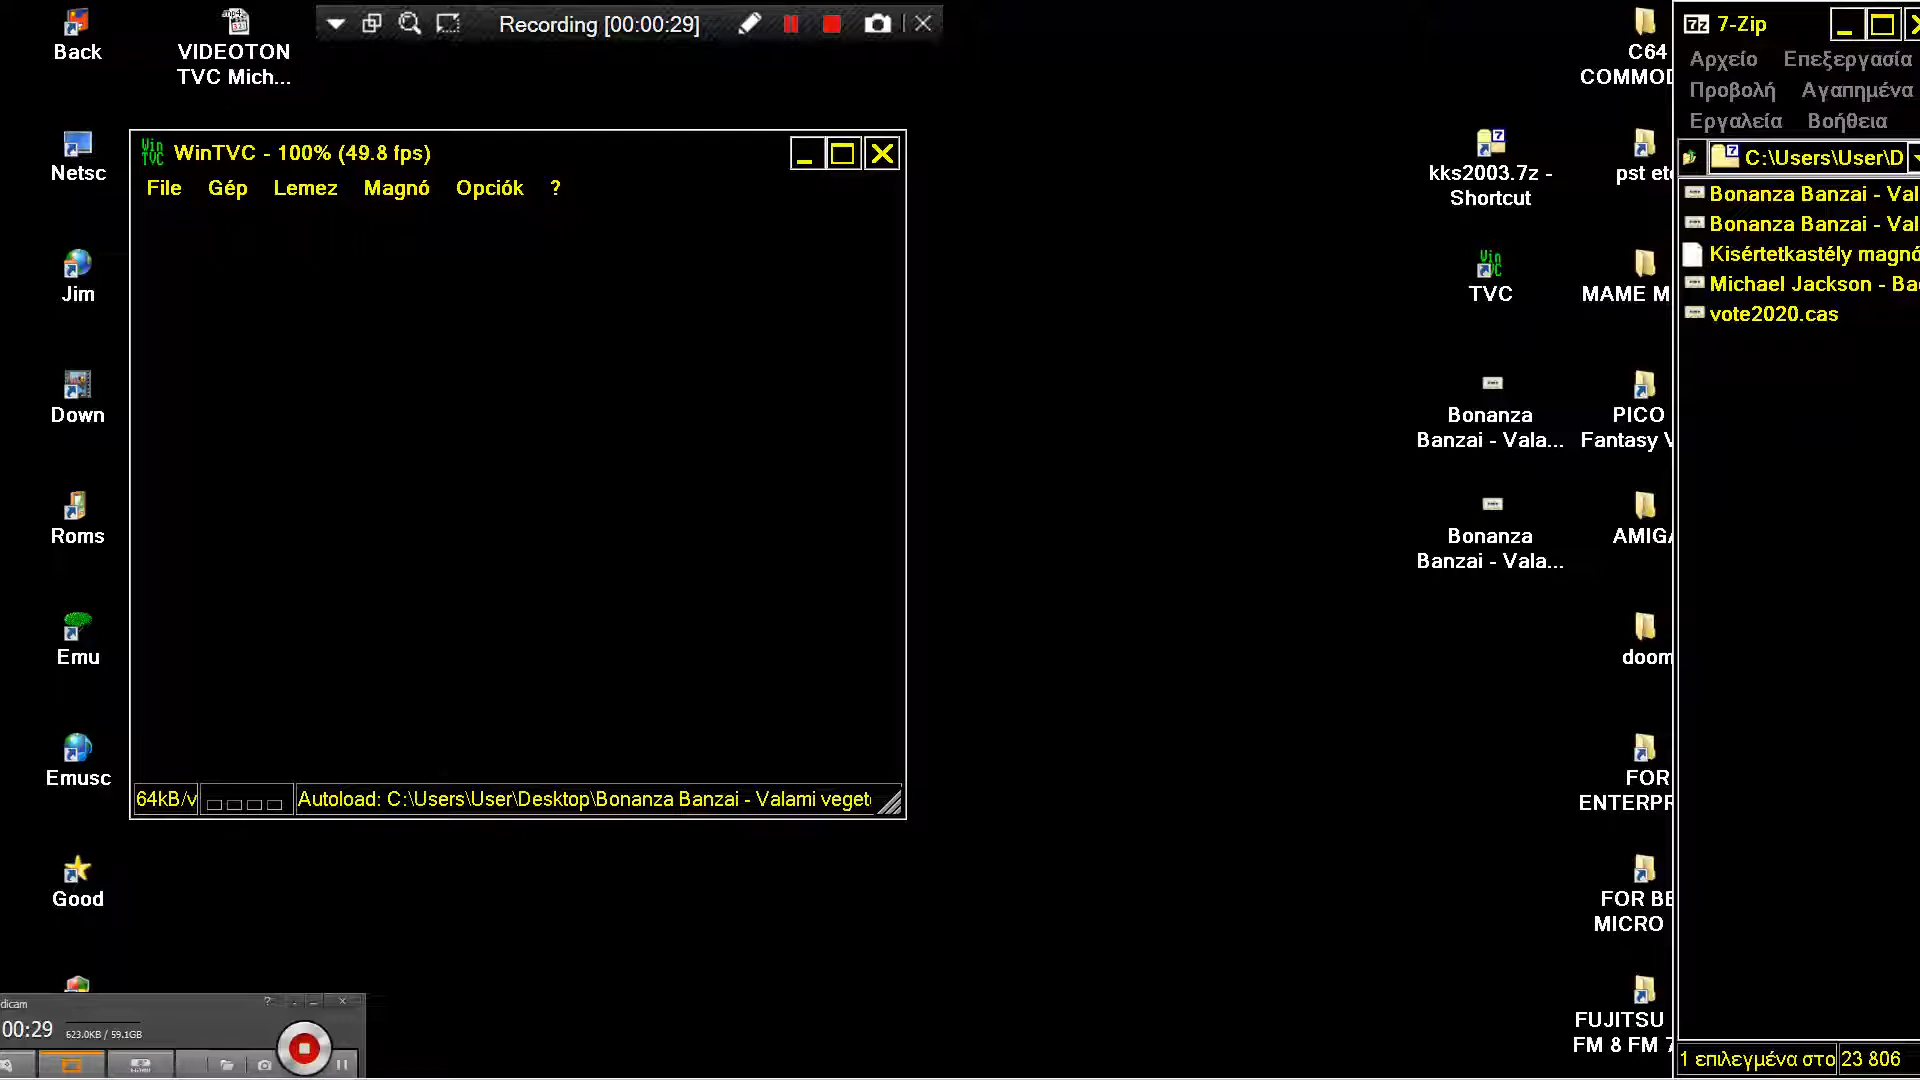 Back
VIDEOTON
TVC Mich...
Recording [00:00:29]
Netsc
Jim
Down
Roms
Emu
Emusc
Good
WinTVC - 100% (49.8 fps)
File Gép Lemez Magnó Opciók ?
64kB/v
Autoload: C:\Users\User\Desktop\Bonanza Banzai - Valami veget
kks2003.7z -
Shortcut
TVC
Bonanza
Banzai - Vala...
Bonanza
Banzai - Vala...
C64
COMMOD
pst etc
MAME M
PICO
Fantasy V
AMIGA
doom
FOR
ENTERPR
FOR BE
MICRO
FUJITSU
FM 8 FM 7
7-Zip
Αρχείο Επεξεργασία
Προβολή Αγαπημένα
Εργαλεία Βοήθεια
C:\Users\User\D
Bonanza Banzai - Val
Bonanza Banzai - Val
Kisértetkastély magnó
Michael Jackson - Ba
vote2020.cas
1 επιλεγμένα στο 23 806
dicam
00:29
623.0KB / 59.1GB